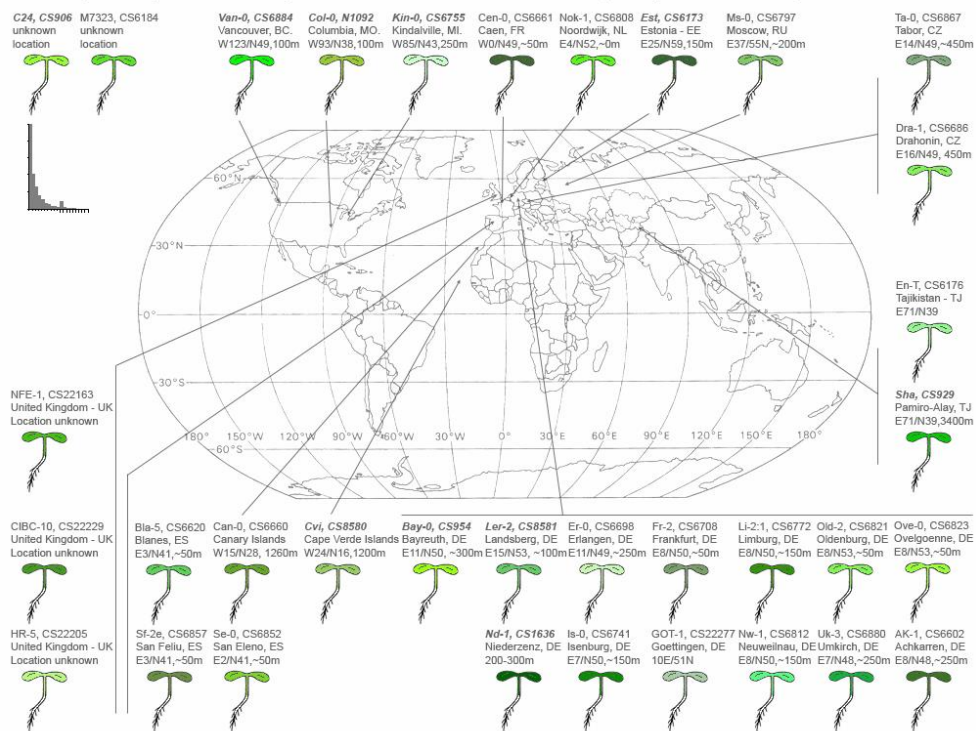 C24, CS906
unknown
location
M7323, CS6184
unknown
location
Van-0, CS6884
Vancouver, BC.
W123/N49,100m
Col-0, N1092
Columbia, MO.
W93/N38,100m
Kin-0, CS6755
Kindalville, MI.
W85/N43,250m
Cen-0, CS6661
Caen, FR
W0/N49,~50m
Nok-1, CS6808
Noordwijk, NL
E4/N52,~0m
Est, CS6173
Estonia - EE
E25/N59,150m
Ms-0, CS6797
Moscow, RU
E37/55N,~200m
Ta-0, CS6867
Tabor, CZ
E14/N49,~450m
Dra-1, CS6686
Drahonin, CZ
E16/N49, 450m
60°N
30°N
0°
30°S
60°S
180°
150°W
120°W
90°W
60°W
30°W
0°
30°E
60°E
90°E
120°E
150°E
180°
En-T, CS6176
Tajikistan - TJ
E71/N39
Sha, CS929
Pamiro-Alay, TJ
E71/N39,3400m
NFE-1, CS22163
United Kingdom - UK
Location unknown
CIBC-10, CS22229
United Kingdom - UK
Location unknown
Bla-5, CS6620
Blanes, ES
E3/N41,~50m
Can-0, CS6660
Canary Islands
W15/N28, 1260m
Cvi, CS8580
Cape Verde Islands
W24/N16,1200m
Bay-0, CS954
Bayreuth, DE
E11/N50, ~300m
Ler-2, CS8581
Landsberg, DE
E15/N53, ~100m
Er-0, CS6698
Erlangen, DE
E11/N49,~250m
Fr-2, CS6708
Frankfurt, DE
E8/N50,~50m
Li-2:1, CS6772
Limburg, DE
E8/N50,~150m
Old-2, CS6821
Oldenburg, DE
E8/N53,~50m
Ove-0, CS6823
Ovelgoenne, DE
E8/N53,~50m
HR-5, CS22205
United Kingdom - UK
Location unknown
Sf-2e, CS6857
San Feliu, ES
E3/N41,~50m
Se-0, CS6852
San Eleno, ES
E2/N41,~50m
Nd-1, CS1636
Niederzenz, DE
200-300m
Is-0, CS6741
Isenburg, DE
E7/N50,~150m
GOT-1, CS22277
Goettingen, DE
10E/51N
Nw-1, CS6812
Neuweilnau, DE
E8/N50,~150m
Uk-3, CS6880
Umkirch, DE
E7/N48,~250m
AK-1, CS6602
Achkarren, DE
E8/N48,~250m